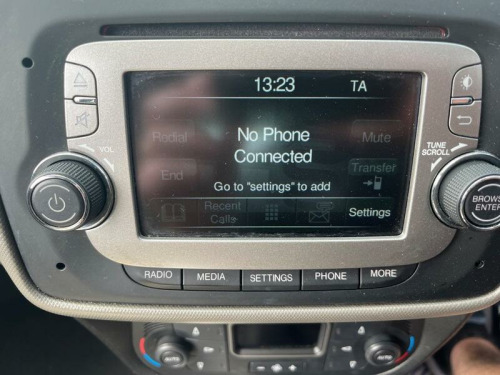 13:23 TA
Redial
No Phone
Connected
Mute
End
Transfer
Go to "settings" to add
Recent
Calls
Settings
VOL
TUNE
SCROLL
BROWSE
ENTER
RADIO MEDIA SETTINGS PHONE MORE
AUTO AUTO